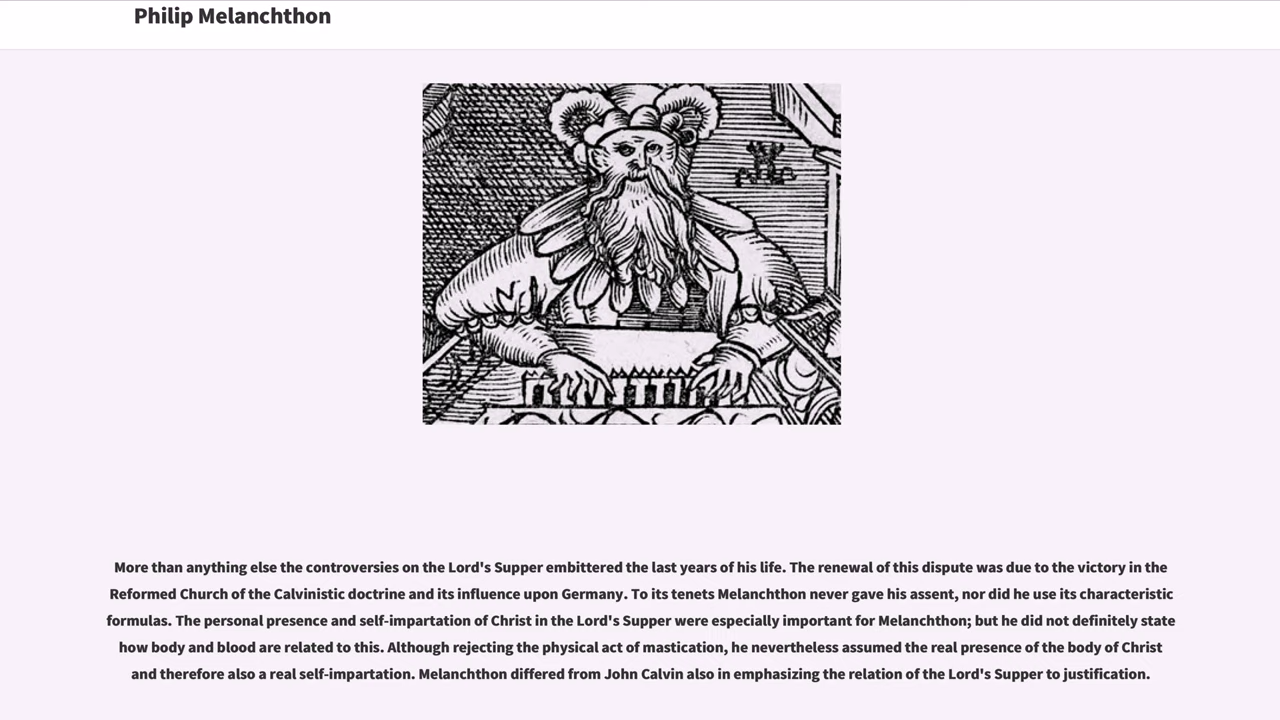 Philip Melanchthon
More than anything else the controversies on the Lord's Supper embittered the last years of his life. The renewal of this dispute was due to the victory in the
Reformed Church of the Calvinistic doctrine and its influence upon Germany. To its tenets Melanchthon never gave his assent, nor did he use its characteristic
formulas. The personal presence and self-impartation of Christ in the Lord's Supper were especially important for Melanchthon; but he did not definitely state
how body and blood are related to this. Although rejecting the physical act of mastication, he nevertheless assumed the real presence of the body of Christ
and therefore also a real self-impartation. Melanchthon differed from John Calvin also in emphasizing the relation of the Lord's Supper to justification.